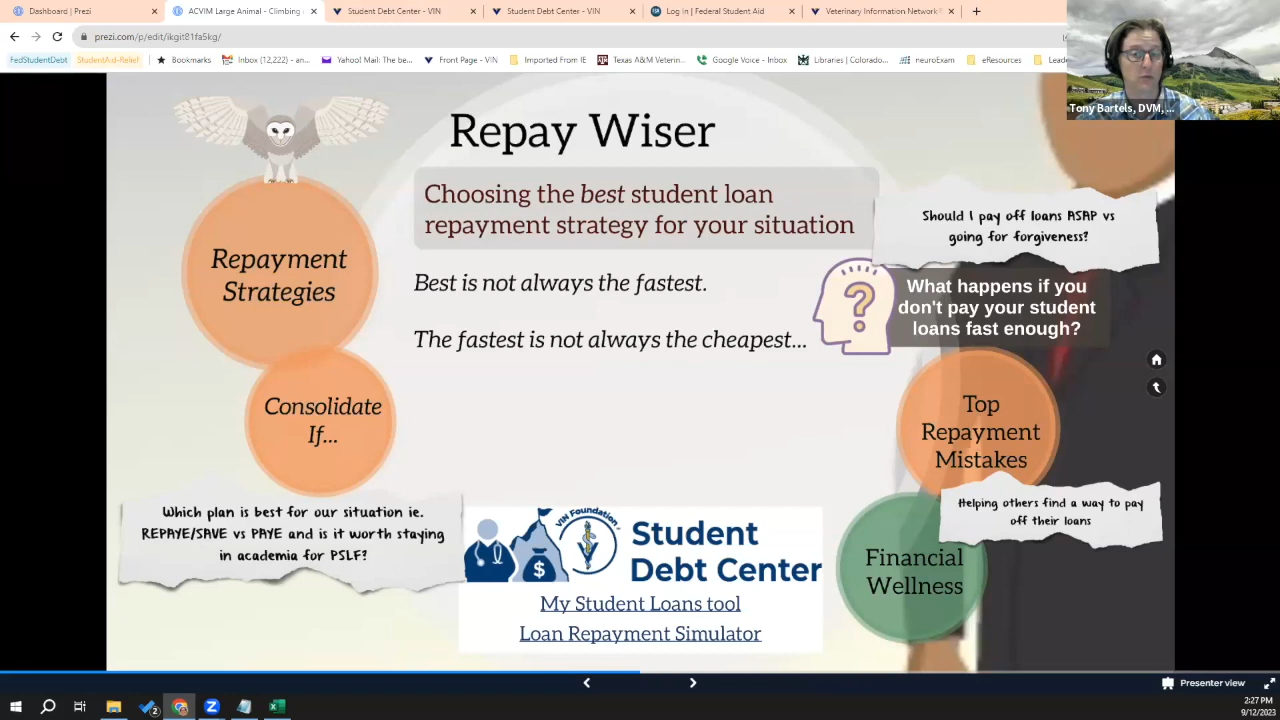 Dashboard | Prezi
ACVIM Large Animal - Climbing
Student Debt Center - VIN
Student Debt Center - VIN
Log In | Federal Student Aid
Veterinary Information Network
prezi.com/p/edit/ikgit81fa5kg/
FedStudentDebt
StudentAid-Relief
Bookmarks
Inbox (12,222) - an...
Yahoo! Mail: The be...
Front Page - VIN
Imported From IE
Texas A&M Veterin...
Google Voice - Inbox
Libraries | Colorado...
neuroExam
eResources
Leade
Tony Bartels, DVM, ...
Repay Wiser
Choosing the best student loan
repayment strategy for your situation
Best is not always the fastest.
The fastest is not always the cheapest...
Repayment
Strategies
Consolidate
If...
Which plan is best for our situation ie.
REPAYE/SAVE vs PAYE and is it worth staying
in academia for PSLF?
Should I pay off loans ASAP vs
going for forgiveness?
What happens if you
don't pay your student
loans fast enough?
Top
Repayment
Mistakes
Helping others find a way to pay
off their loans
Financial
Wellness
VIN Foundation
Student
Debt Center
My Student Loans tool
Loan Repayment Simulator
Presenter view
2:27 PM
9/12/2023